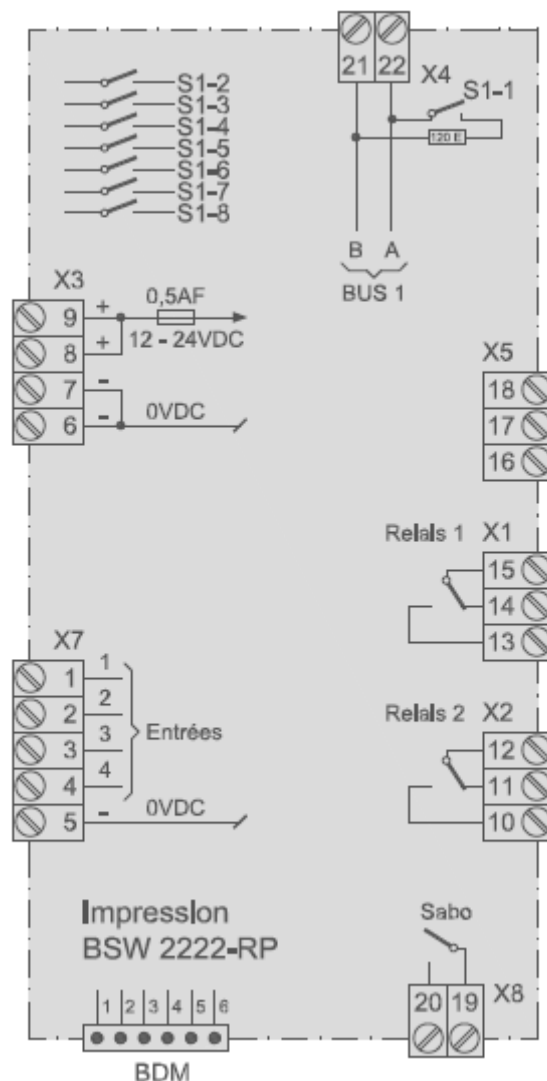 21 22 X4
S1-1
120 E
S1-2
S1-3
S1-4
S1-5
S1-6
S1-7
S1-8
B A
BUS 1
X3
9 + 0,5AF
8 + 12 - 24VDC
7 -
6 - 0VDC
X5
18
17
16
Relais 1 X1
15
14
13
X7
1 1
2 2
3 3 Entrées
4 4
5 - 0VDC
Relais 2 X2
12
11
10
Impression
BSW 2222-RP
1 2 3 4 5 6
BDM
Sabo
20 19 X8